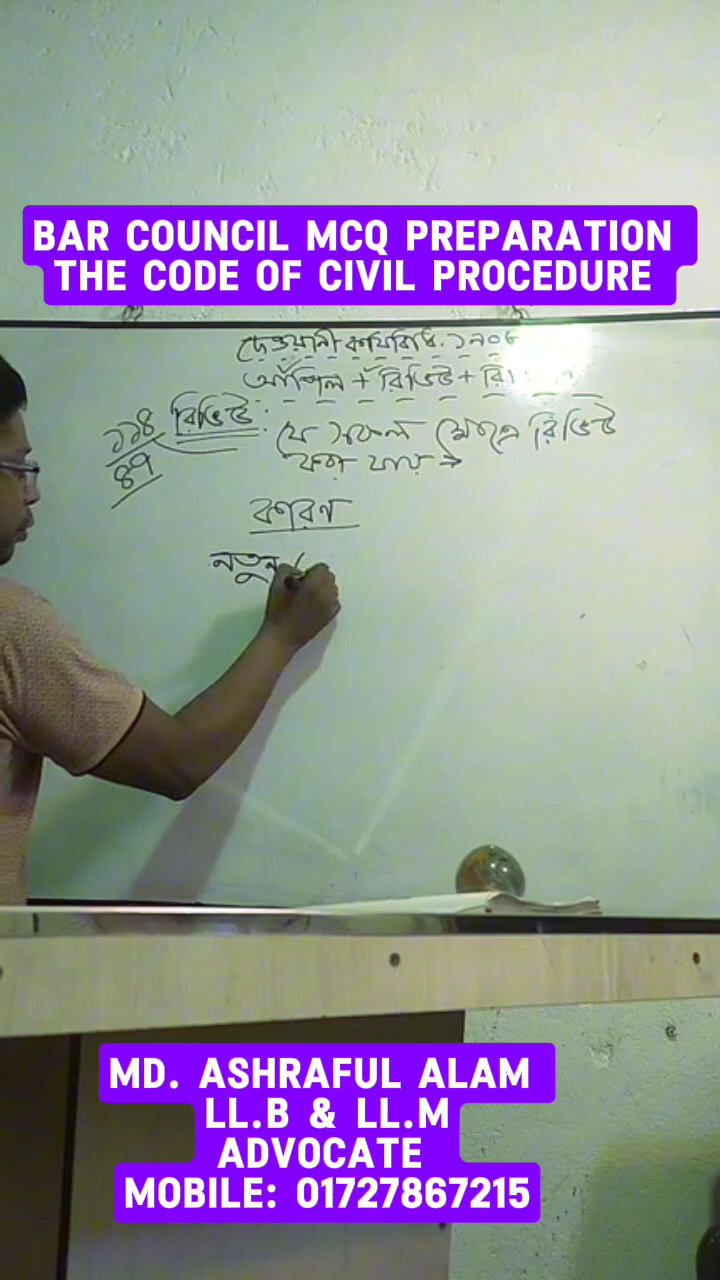 BAR COUNCIL MCQ PREPARATION
THE CODE OF CIVIL PROCEDURE
দেওয়ানী কার্যবিধি. ১৯০৮
আপিল + রিভিউ + রি
১১৪ রিভিউ: যে সকল ক্ষেত্রে রিভিউ
৪৭ করা যায় →
কারণ
নতুন
MD. ASHRAFUL ALAM
LL.B & LL.M
ADVOCATE
MOBILE: 01727867215